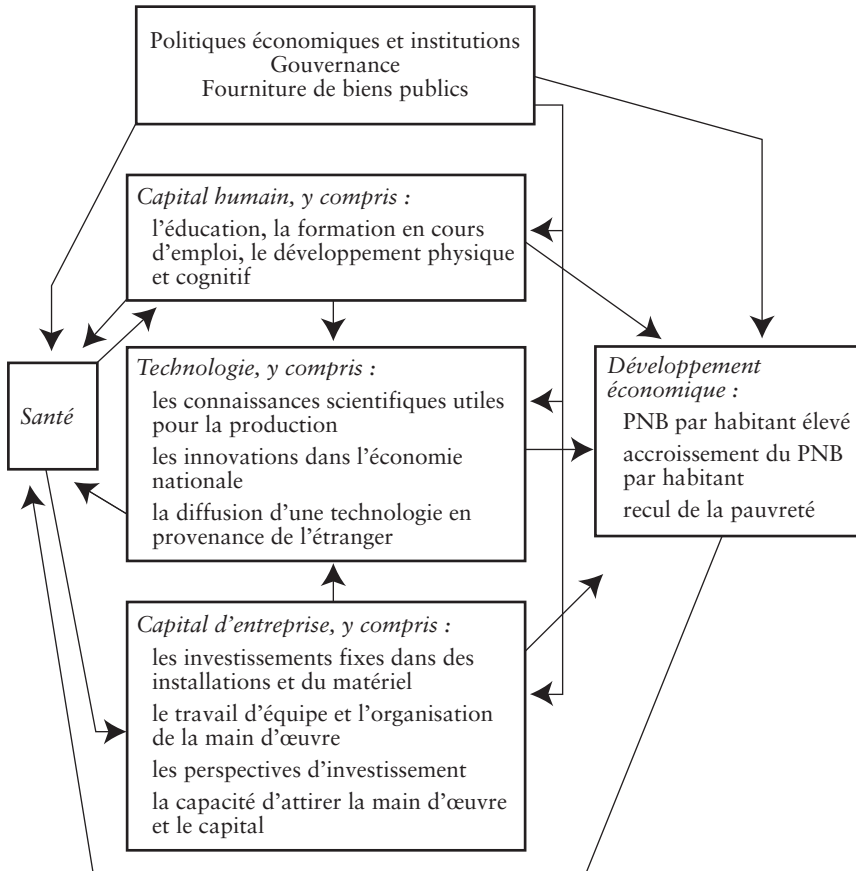 Politiques économiques et institutions
Gouvernance
Fourniture de biens publics
Capital humain, y compris :
l’éducation, la formation en cours
d’emploi, le développement physique
et cognitif
Santé
Technologie, y compris :
les connaissances scientifiques utiles
pour la production
les innovations dans l’économie
nationale
la diffusion d’une technologie en
provenance de l’étranger
Développement
économique :
PNB par habitant élevé
accroissement du PNB
par habitant
recul de la pauvreté
Capital d’entreprise, y compris :
les investissements fixes dans des
installations et du matériel
le travail d’équipe et l’organisation
de la main d’œuvre
les perspectives d’investissement
la capacité d’attirer la main d’œuvre
et le capital